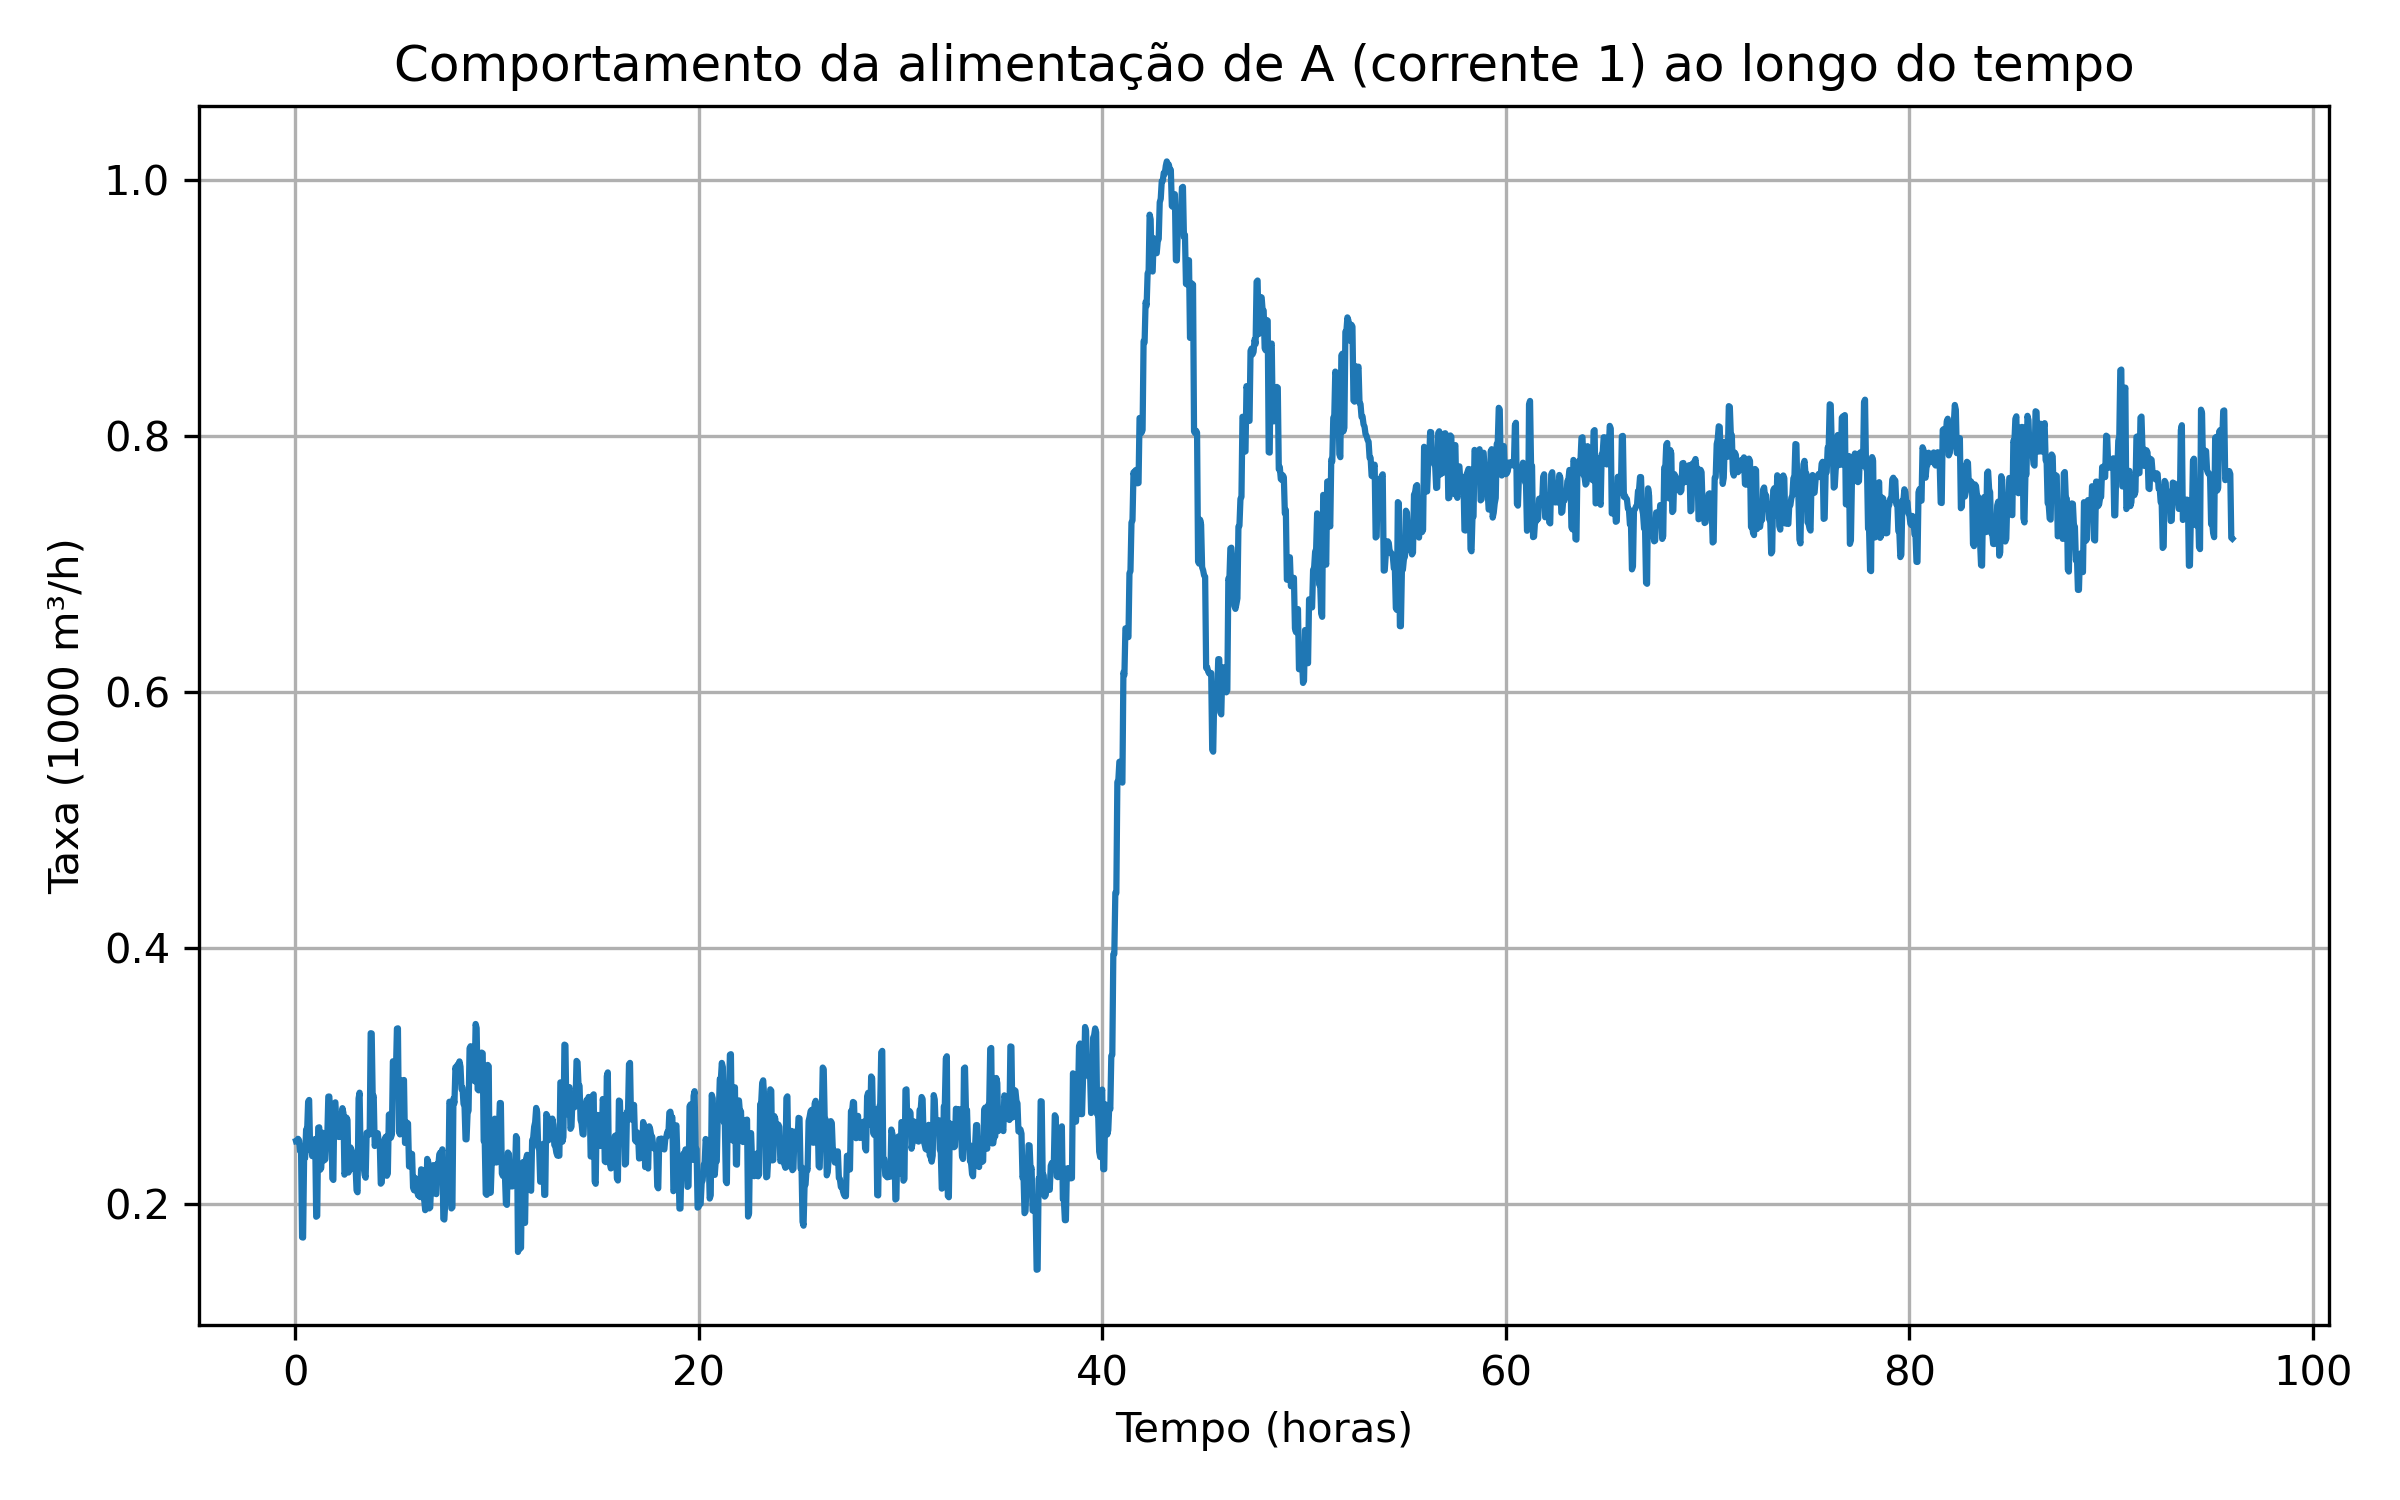 Comportamento da alimentação de A (corrente 1) ao longo do tempo
Taxa (1000 m³/h)
1.0
0.8
0.6
0.4
0.2
0 20 40 60 80 100
Tempo (horas)